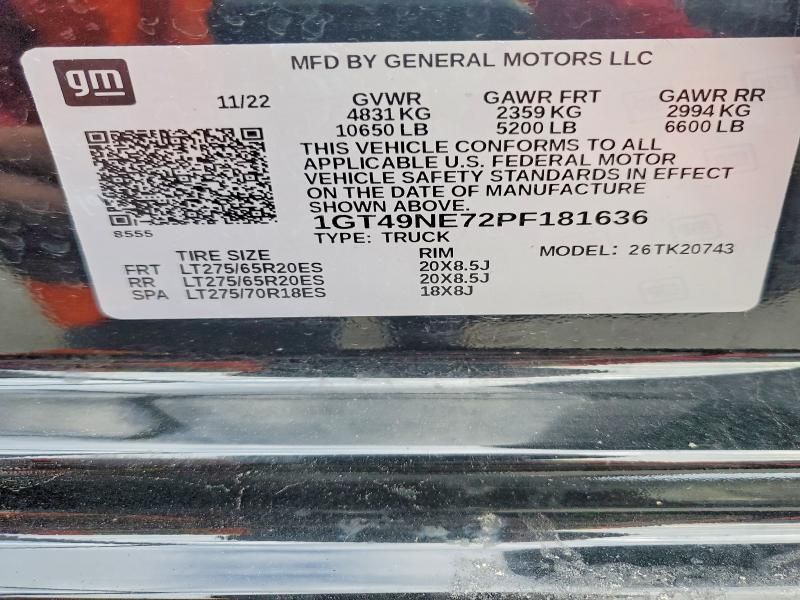 gm
MFD BY GENERAL MOTORS LLC
11/22 GVWR GAWR FRT GAWR RR
4831 KG 2359 KG 2994 KG
10650 LB 5200 LB 6600 LB
THIS VEHICLE CONFORMS TO ALL
APPLICABLE U.S. FEDERAL MOTOR
VEHICLE SAFETY STANDARDS IN EFFECT
ON THE DATE OF MANUFACTURE
SHOWN ABOVE.
1GT49NE72PF181636
8555
TYPE: TRUCK
TIRE SIZE RIM MODEL: 26TK20743
FRT LT275/65R20ES 20X8.5J
RR LT275/65R20ES 20X8.5J
SPA LT275/70R18ES 18X8J